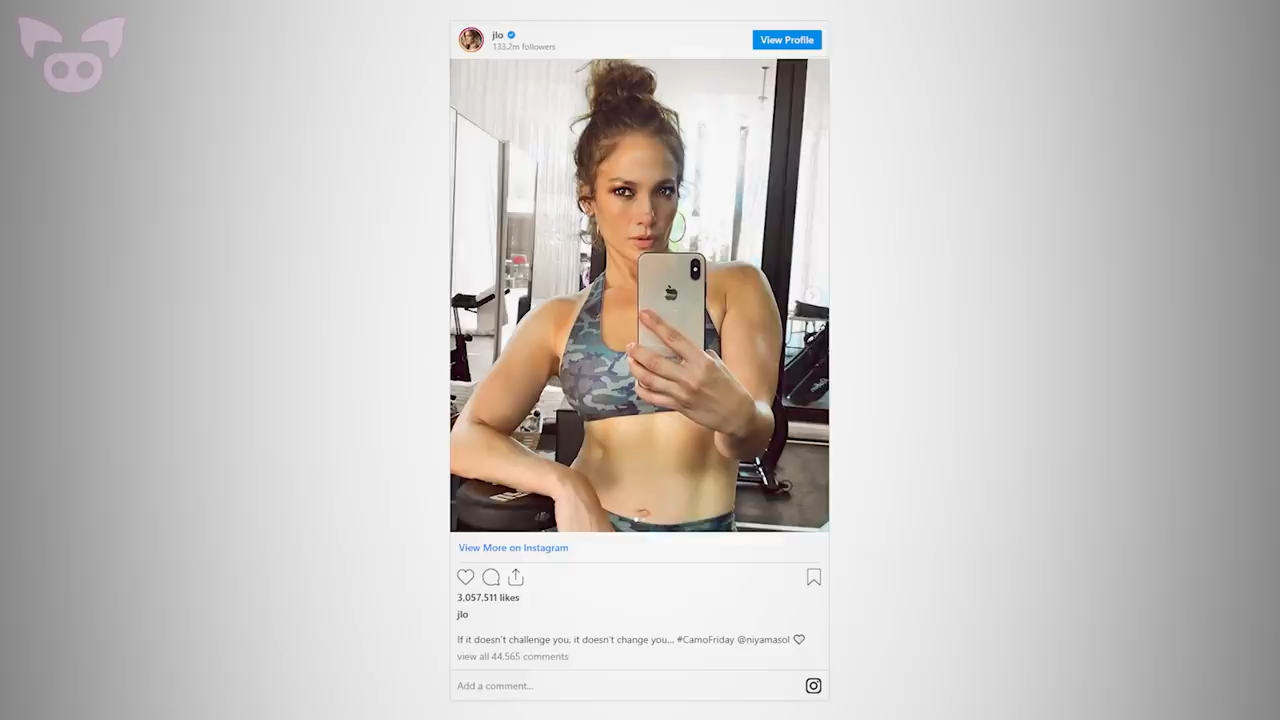 jlo
133.2m followers
View Profile
View More on Instagram
3,057,511 likes
jlo
If it doesn't challenge you, it doesn't change you... #CamoFriday @niyamasol
view all 44,565 comments
Add a comment...